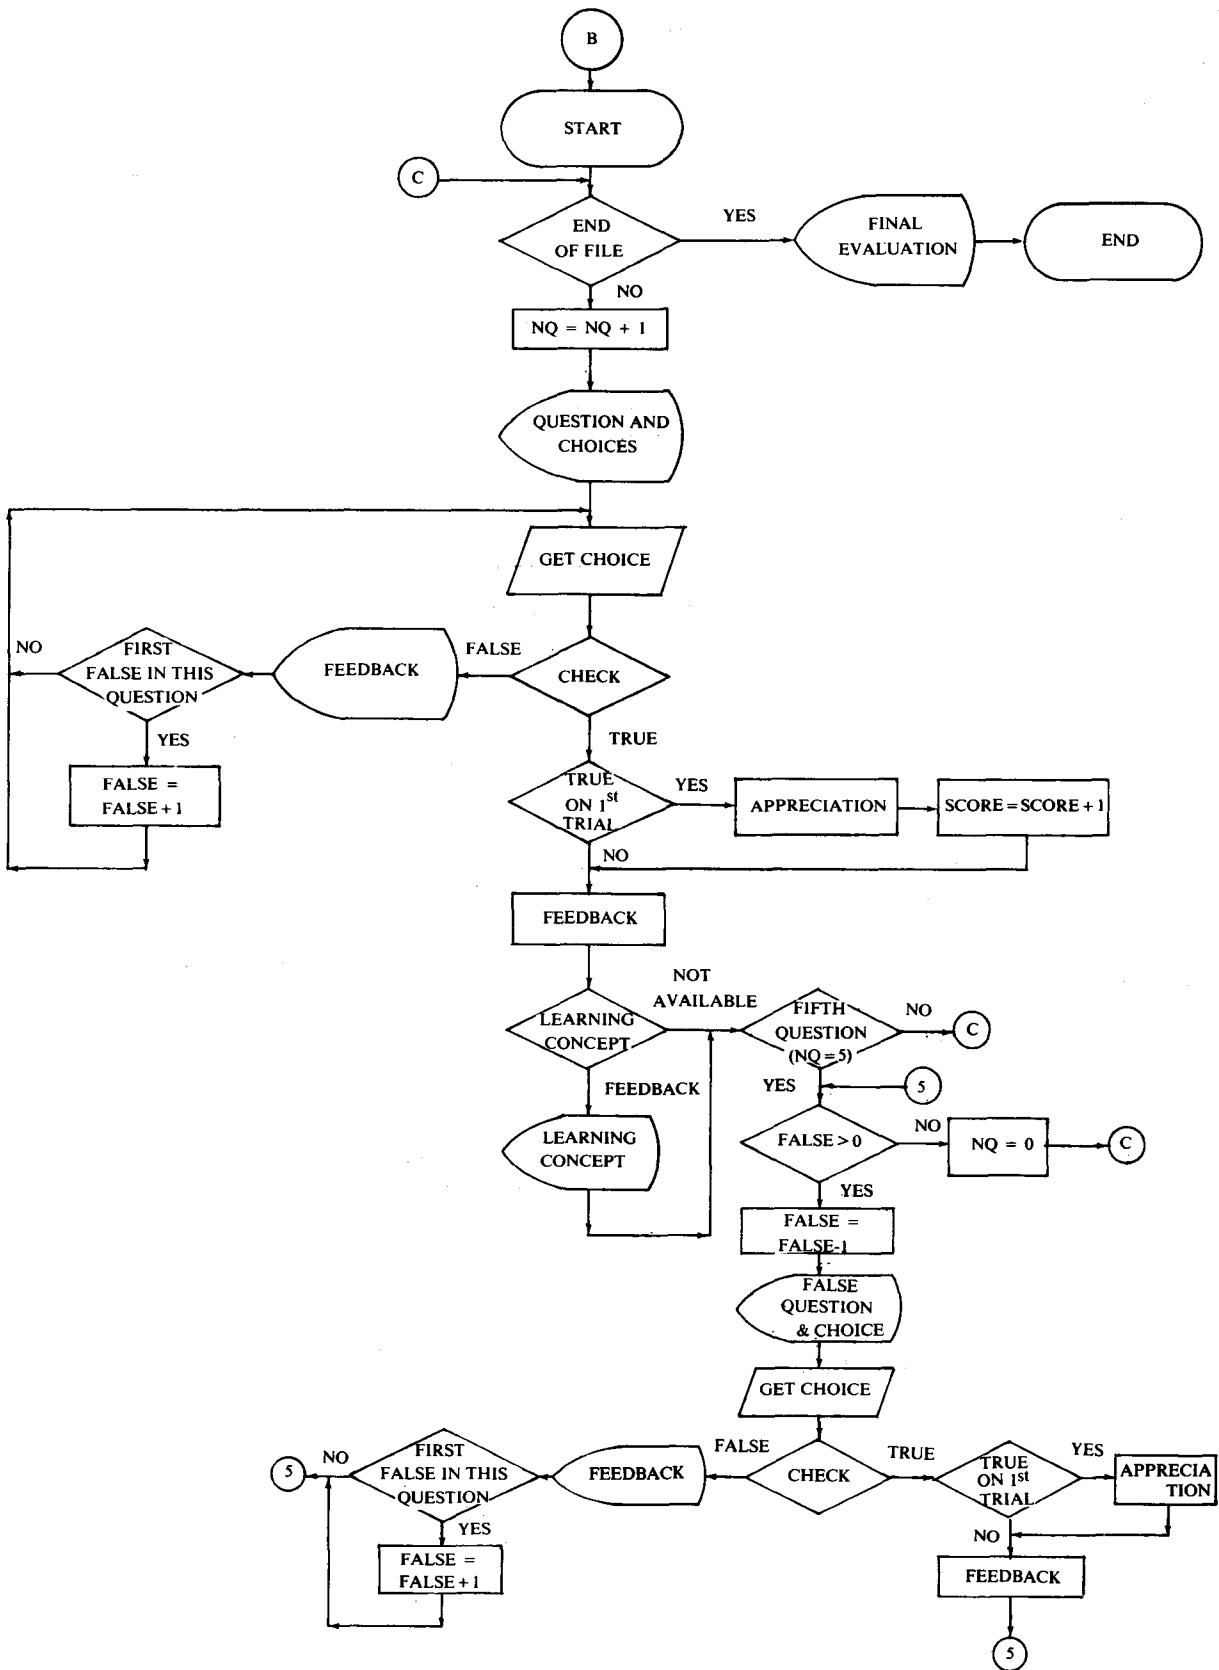 B
START
C
END
OF FILE
YES
FINAL
EVALUATION
END
NO
NQ = NQ + 1
QUESTION AND
CHOICES
GET CHOICE
CHECK
FALSE
FEEDBACK
FIRST
FALSE IN THIS
QUESTION
NO
YES
FALSE =
FALSE + 1
TRUE
TRUE
ON 1st
TRIAL
YES
APPRECIATION
SCORE = SCORE + 1
NO
FEEDBACK
LEARNING
CONCEPT
NOT
AVAILABLE
FIFTH
QUESTION
(NQ = 5)
NO
C
FEEDBACK
LEARNING
CONCEPT
YES
5
FALSE > 0
NO
NQ = 0
C
YES
FALSE =
FALSE-1
FALSE
QUESTION
& CHOICE
GET CHOICE
CHECK
FALSE
FEEDBACK
FIRST
FALSE IN THIS
QUESTION
NO
5
YES
FALSE =
FALSE + 1
TRUE
TRUE
ON 1st
TRIAL
YES
APPRECIA
TION
NO
FEEDBACK
5